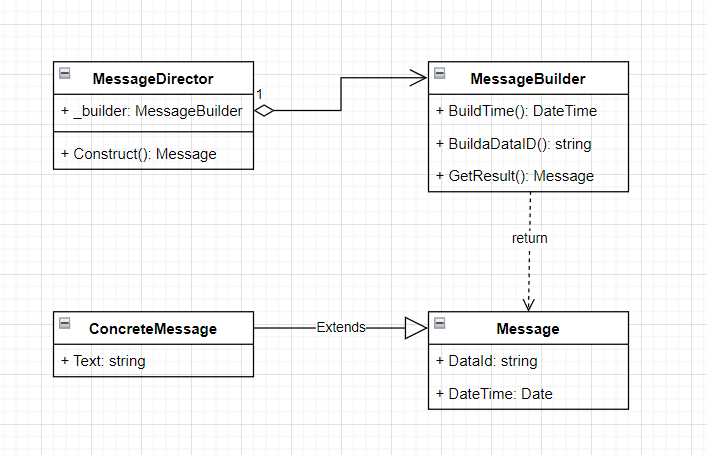 MessageDirector
+ _builder: MessageBuilder
+ Construct(): Message
1
MessageBuilder
+ BuildTime(): DateTime
+ BuildaDataID(): string
+ GetResult(): Message
return
ConcreteMessage
+ Text: string
Extends
Message
+ DataId: string
+ DateTime: Date